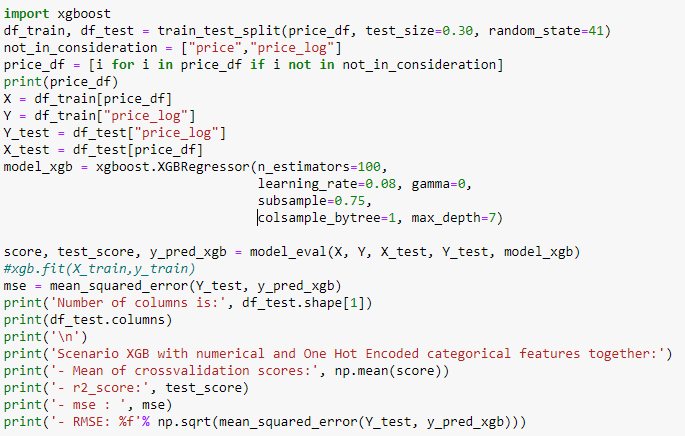 import xgboost
df_train, df_test = train_test_split(price_df, test_size=0.30, random_state=41)
not_in_consideration = ["price","price_log"]
price_df = [i for i in price_df if i not in not_in_consideration]
print(price_df)
X = df_train[price_df]
Y = df_train["price_log"]
Y_test = df_test["price_log"]
X_test = df_test[price_df]
model_xgb = xgboost.XGBRegressor(n_estimators=100,
learning_rate=0.08, gamma=0,
subsample=0.75,
colsample_bytree=1, max_depth=7)
score, test_score, y_pred_xgb = model_eval(X, Y, X_test, Y_test, model_xgb)
#xgb.fit(X_train,y_train)
mse = mean_squared_error(Y_test, y_pred_xgb)
print('Number of columns is:', df_test.shape[1])
print(df_test.columns)
print('\n')
print('Scenario XGB with numerical and One Hot Encoded categorical features together:')
print('- Mean of crossvalidation scores:', np.mean(score))
print('- r2_score:', test_score)
print('- mse : ', mse)
print('- RMSE: %f'% np.sqrt(mean_squared_error(Y_test, y_pred_xgb)))